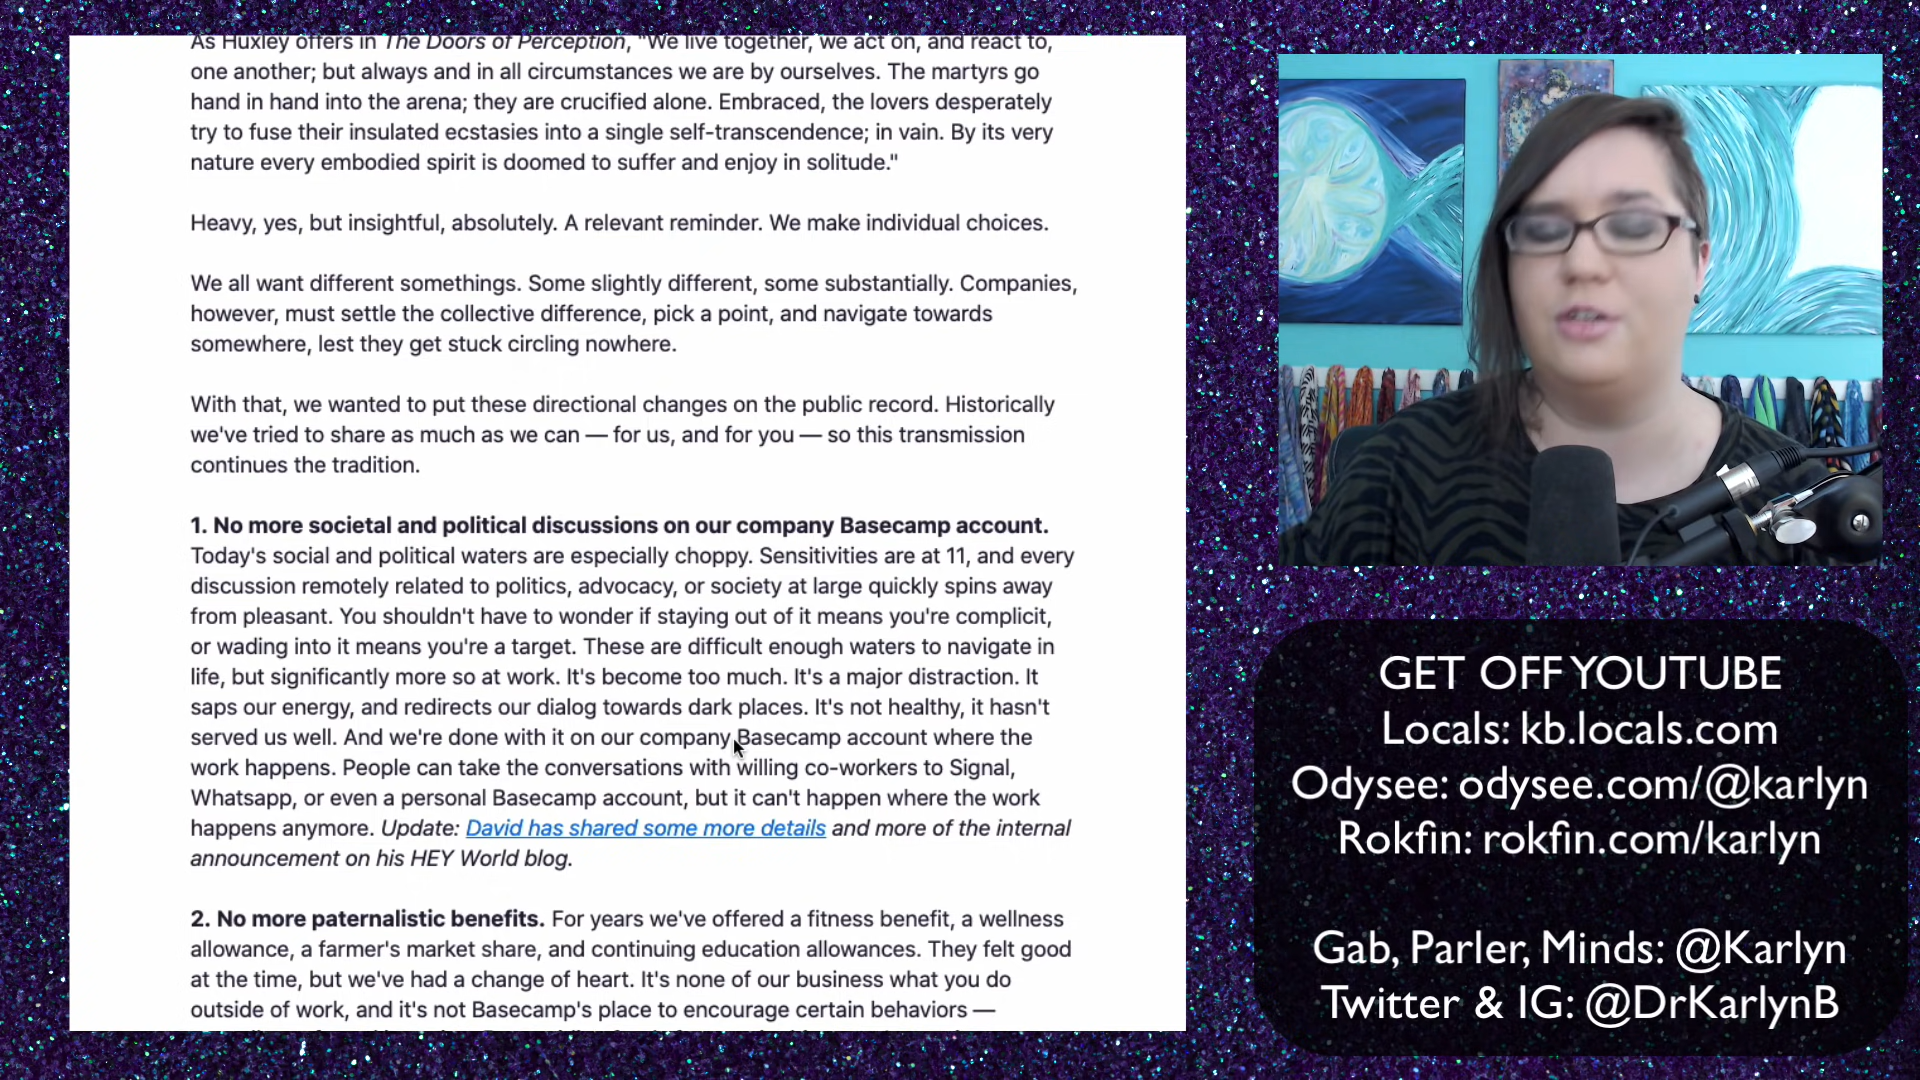 As Huxley offers in The Doors of Perception, "We live together, we act on, and react to,
one another; but always and in all circumstances we are by ourselves. The martyrs go
hand in hand into the arena; they are crucified alone. Embraced, the lovers desperately
try to fuse their insulated ecstasies into a single self-transcendence; in vain. By its very
nature every embodied spirit is doomed to suffer and enjoy in solitude."
Heavy, yes, but insightful, absolutely. A relevant reminder. We make individual choices.
We all want different somethings. Some slightly different, some substantially. Companies,
however, must settle the collective difference, pick a point, and navigate towards
somewhere, lest they get stuck circling nowhere.
With that, we wanted to put these directional changes on the public record. Historically
we've tried to share as much as we can — for us, and for you — so this transmission
continues the tradition.
1. No more societal and political discussions on our company Basecamp account.
Today's social and political waters are especially choppy. Sensitivities are at 11, and every
discussion remotely related to politics, advocacy, or society at large quickly spins away
from pleasant. You shouldn't have to wonder if staying out of it means you're complicit,
or wading into it means you're a target. These are difficult enough waters to navigate in
life, but significantly more so at work. It's become too much. It's a major distraction. It
saps our energy, and redirects our dialog towards dark places. It's not healthy, it hasn't
served us well. And we're done with it on our company Basecamp account where the
work happens. People can take the conversations with willing co-workers to Signal,
Whatsapp, or even a personal Basecamp account, but it can't happen where the work
happens anymore. Update: David has shared some more details and more of the internal
announcement on his HEY World blog.
2. No more paternalistic benefits. For years we've offered a fitness benefit, a wellness
allowance, a farmer's market share, and continuing education allowances. They felt good
at the time, but we've had a change of heart. It's none of our business what you do
outside of work, and it's not Basecamp's place to encourage certain behaviors —
GET OFF YOUTUBE
Locals: kb.locals.com
Odysee: odysee.com/@karlyn
Rokfin: rokfin.com/karlyn
Gab, Parler, Minds: @Karlyn
Twitter & IG: @DrKarlynB